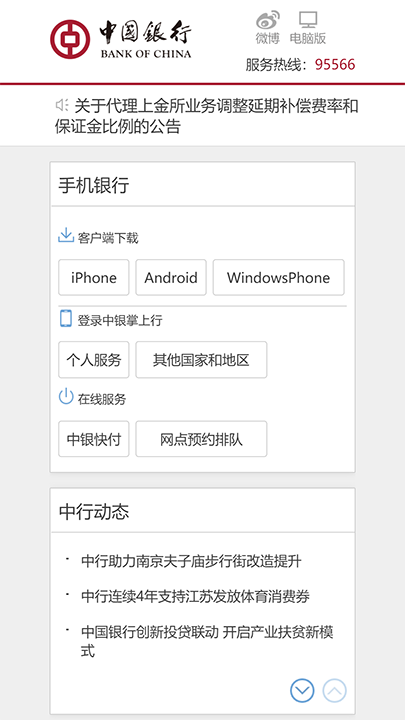 中国银行
BANK OF CHINA
微博
电脑版
服务热线：95566
关于代理上金所业务调整延期补偿费率和
保证金比例的公告
手机银行
客户端下载
iPhone
Android
WindowsPhone
登录中银掌上行
个人服务
其他国家和地区
在线服务
中银快付
网点预约排队
中行动态
· 中行助力南京夫子庙步行街改造提升
· 中行连续4年支持江苏发放体育消费券
· 中国银行创新投贷联动 开启产业扶贫新模
式